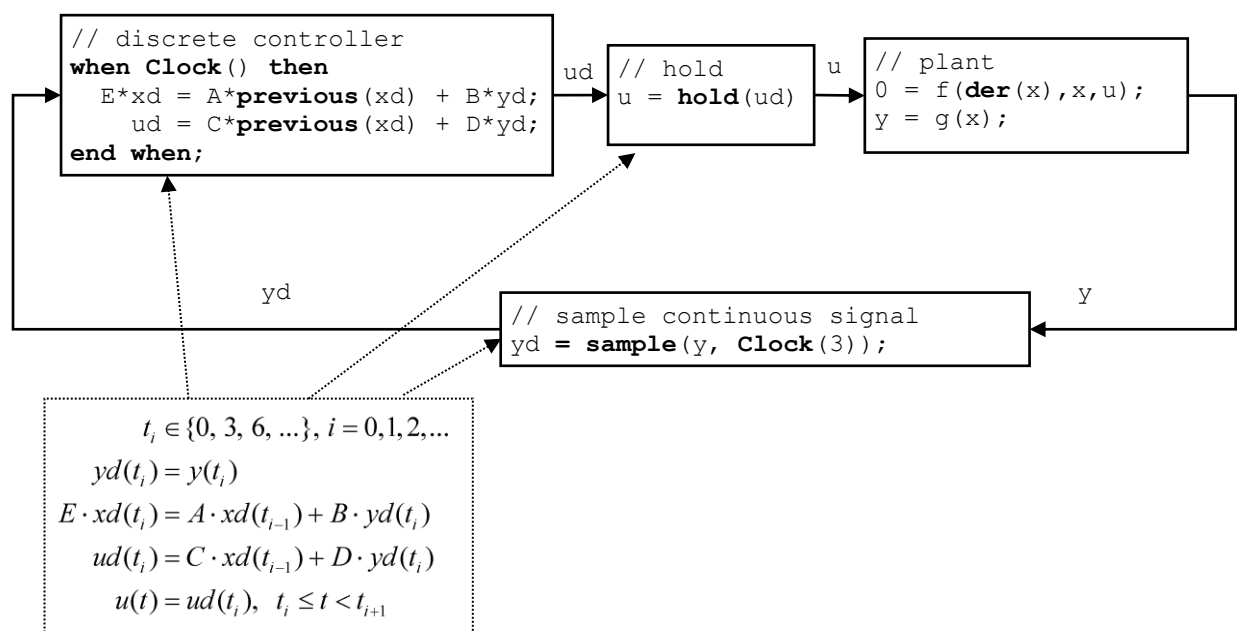 // discrete controller
when Clock() then
E*xd = A*previous(xd) + B*yd;
ud = C*previous(xd) + D*yd;
end when;
ud
// hold
u = hold(ud)
u
// plant
0 = f(der(x),x,u);
y = g(x);
yd
// sample continuous signal
yd = sample(y, Clock(3));
y
t_i ∈ {0, 3, 6, ...}, i = 0,1,2,...
yd(t_i) = y(t_i)
E · xd(t_i) = A · xd(t_{i-1}) + B · yd(t_i)
ud(t_i) = C · xd(t_{i-1}) + D · yd(t_i)
u(t) = ud(t_i), t_i ≤ t < t_{i+1}